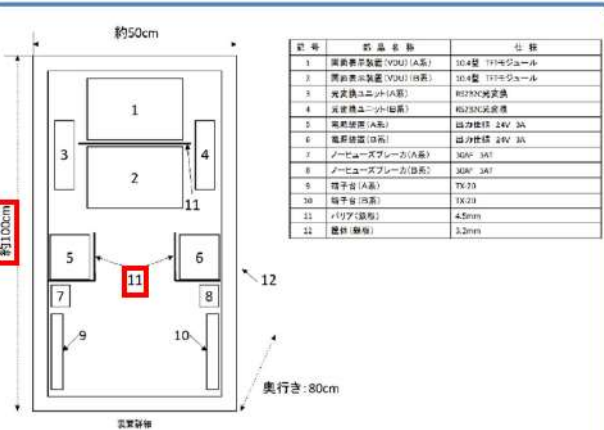 約50cm
約100cm
1
2
3
4
11
5
6
11
12
7
8
9
10
奥行き:80cm
記 号 部 品 名 称 仕 様
1 画面表示装置(VDU)(A系) 10.4型 TFTモジュール
2 画面表示装置(VDU)(B系) 10.4型 TFTモジュール
3 光変換ユニット(A系) RS232C光変換
4 光変換ユニット(B系) RS232C光変換
5 電源装置(A系) 出力仕様 24V 3A
6 電源装置(B系) 出力仕様 24V 3A
7 ノーヒューズブレーカ(A系) 30AF 5AT
8 ノーヒューズブレーカ(B系) 30AF 5AT
9 端子台(A系) TX-20
10 端子台(B系) TX-20
11 バリア(鉄板) 4.5mm
12 筐体(鉄板) 3.2mm